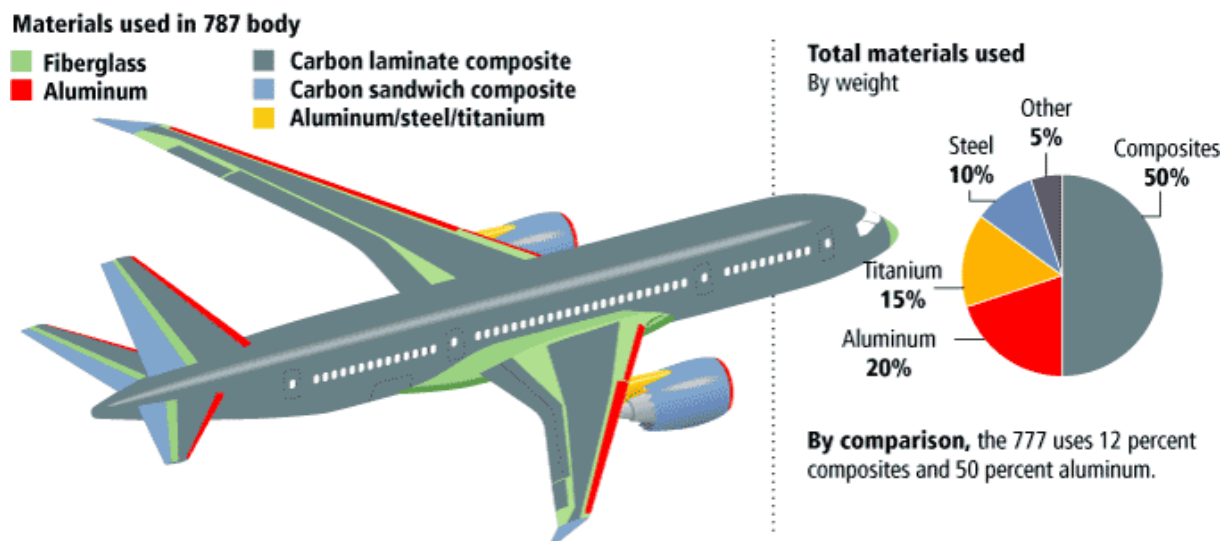 Materials used in 787 body
Fiberglass
Aluminum
Carbon laminate composite
Carbon sandwich composite
Aluminum/steel/titanium
Total materials used
By weight
Other
5%
Steel
10%
Composites
50%
Titanium
15%
Aluminum
20%
By comparison, the 777 uses 12 percent
composites and 50 percent aluminum.